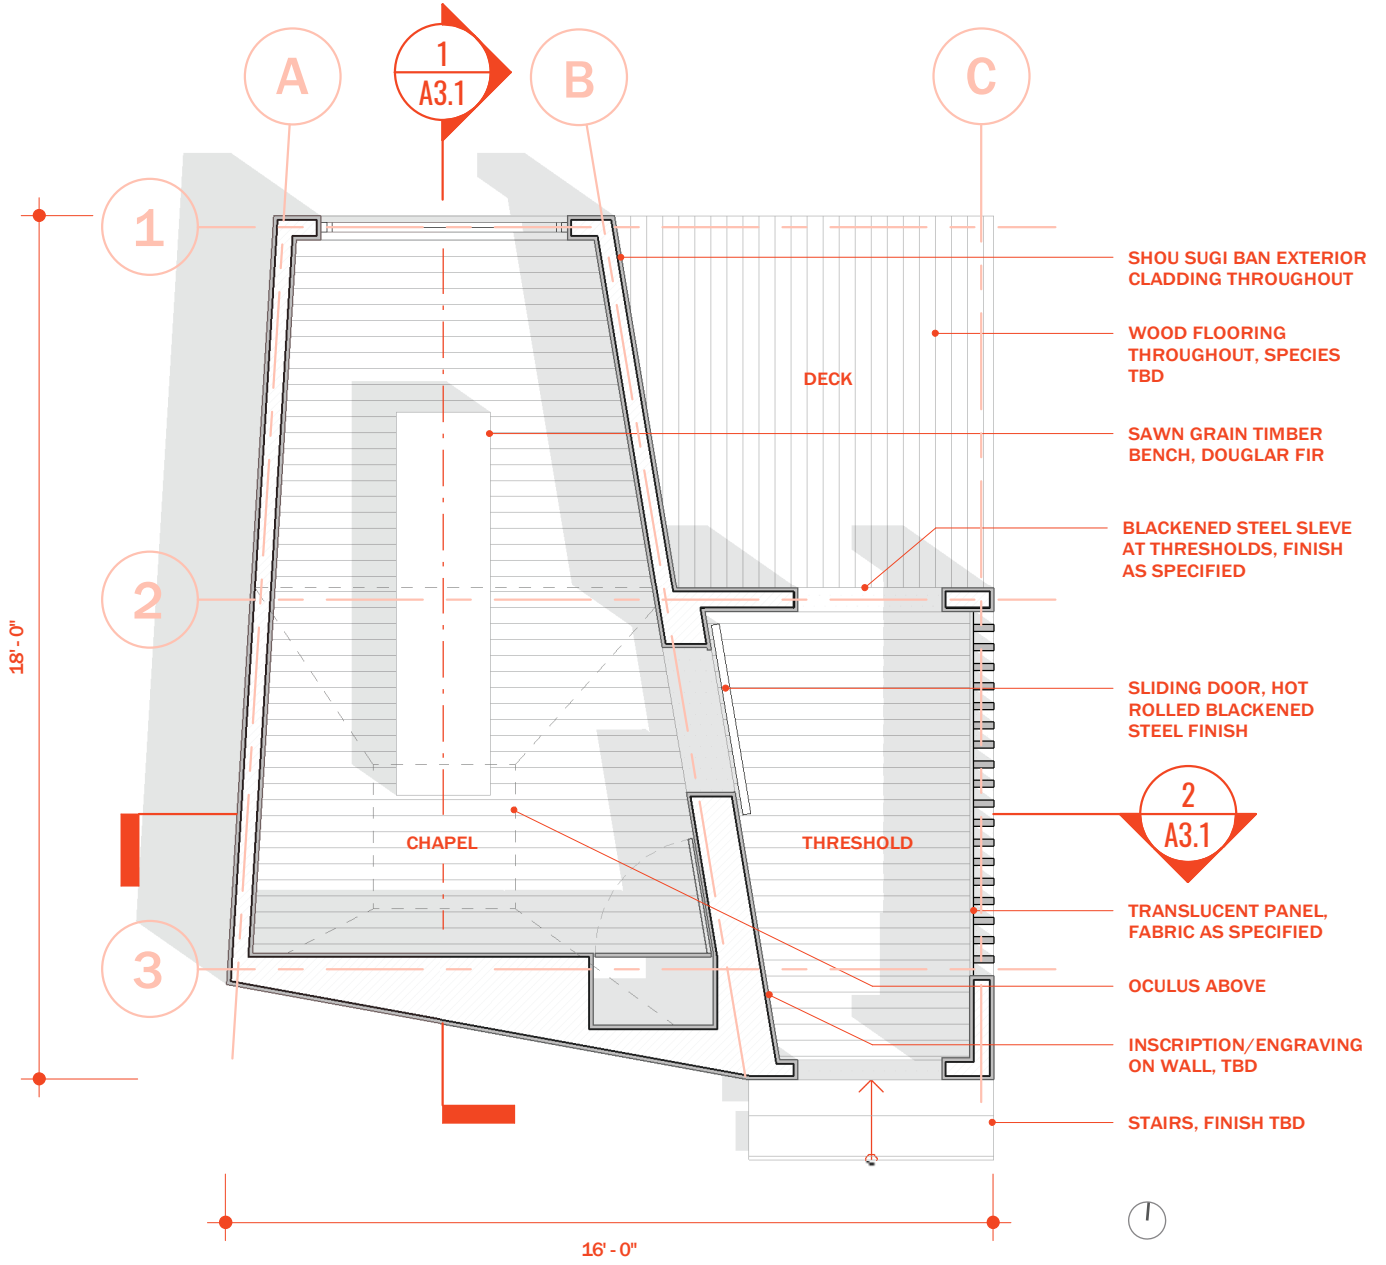 A
1
A3.1
B
C
1
SHOU SUGI BAN EXTERIOR
CLADDING THROUGHOUT
WOOD FLOORING
THROUGHOUT, SPECIES
TBD
DECK
SAWN GRAIN TIMBER
BENCH, DOUGLAR FIR
BLACKENED STEEL SLEVE
AT THRESHOLDS, FINISH
AS SPECIFIED
2
18' - 0"
SLIDING DOOR, HOT
ROLLED BLACKENED
STEEL FINISH
2
A3.1
CHAPEL
THRESHOLD
TRANSLUCENT PANEL,
FABRIC AS SPECIFIED
3
OCULUS ABOVE
INSCRIPTION/ENGRAVING
ON WALL, TBD
STAIRS, FINISH TBD
16' - 0"